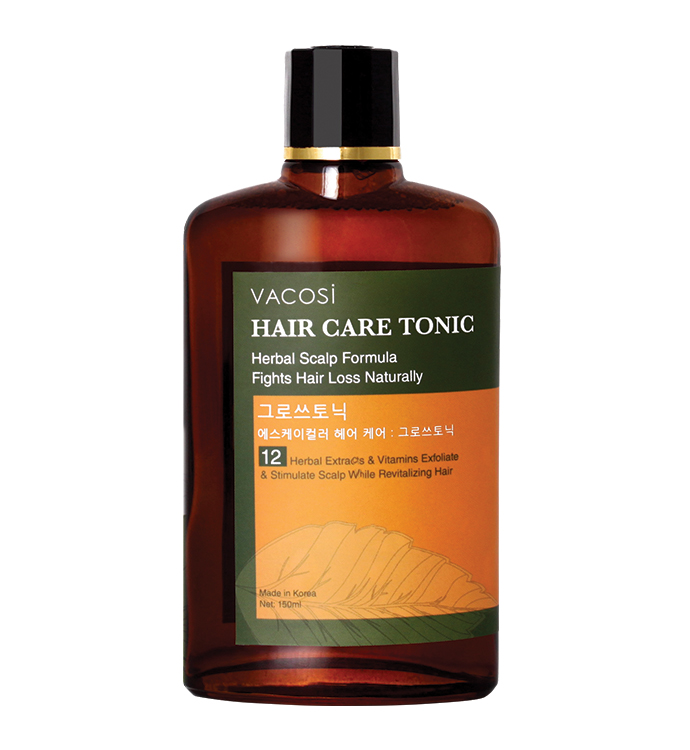 VACOSi
HAIR CARE TONIC
Herbal Scalp Formula
Fights Hair Loss Naturally
그로쓰토닉
에스케이컬러 헤어 케어 : 그로쓰토닉
12 Herbal Extracts & Vitamins Exfoliate
& Stimulate Scalp While Revitalizing Hair
Made in Korea
Net: 150ml